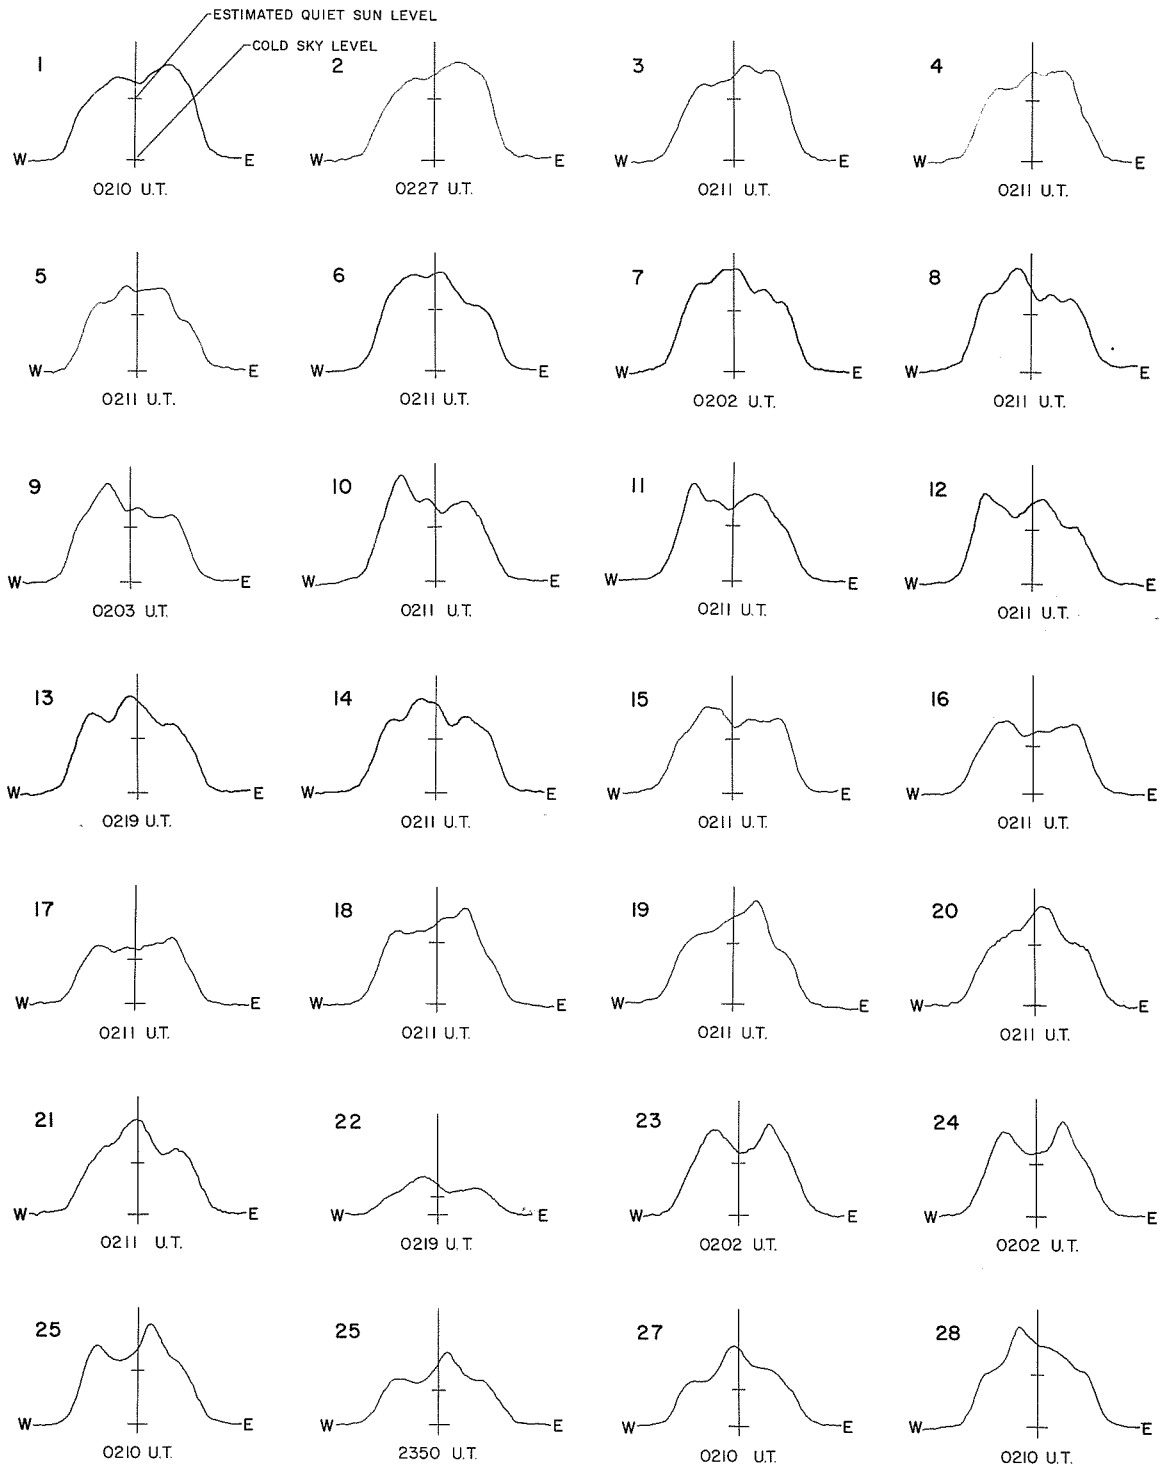 ESTIMATED QUIET SUN LEVEL
COLD SKY LEVEL
1 2 3 4
W E W E W E W E
0210 U.T. 0227 U.T. 0211 U.T. 0211 U.T.
5 6 7 8
W E W E W E W E
0211 U.T. 0211 U.T. 0202 U.T. 0211 U.T.
9 10 11 12
W E W E W E W E
0203 U.T. 0211 U.T. 0211 U.T. 0211 U.T.
13 14 15 16
W E W E W E W E
0219 U.T. 0211 U.T. 0211 U.T. 0211 U.T.
17 18 19 20
W E W E W E W E
0211 U.T. 0211 U.T. 0211 U.T. 0211 U.T.
21 22 23 24
W E W E W E W E
0211 U.T. 0219 U.T. 0202 U.T. 0202 U.T.
25 25 27 28
W E W E W E W E
0210 U.T. 2350 U.T. 0210 U.T. 0210 U.T.